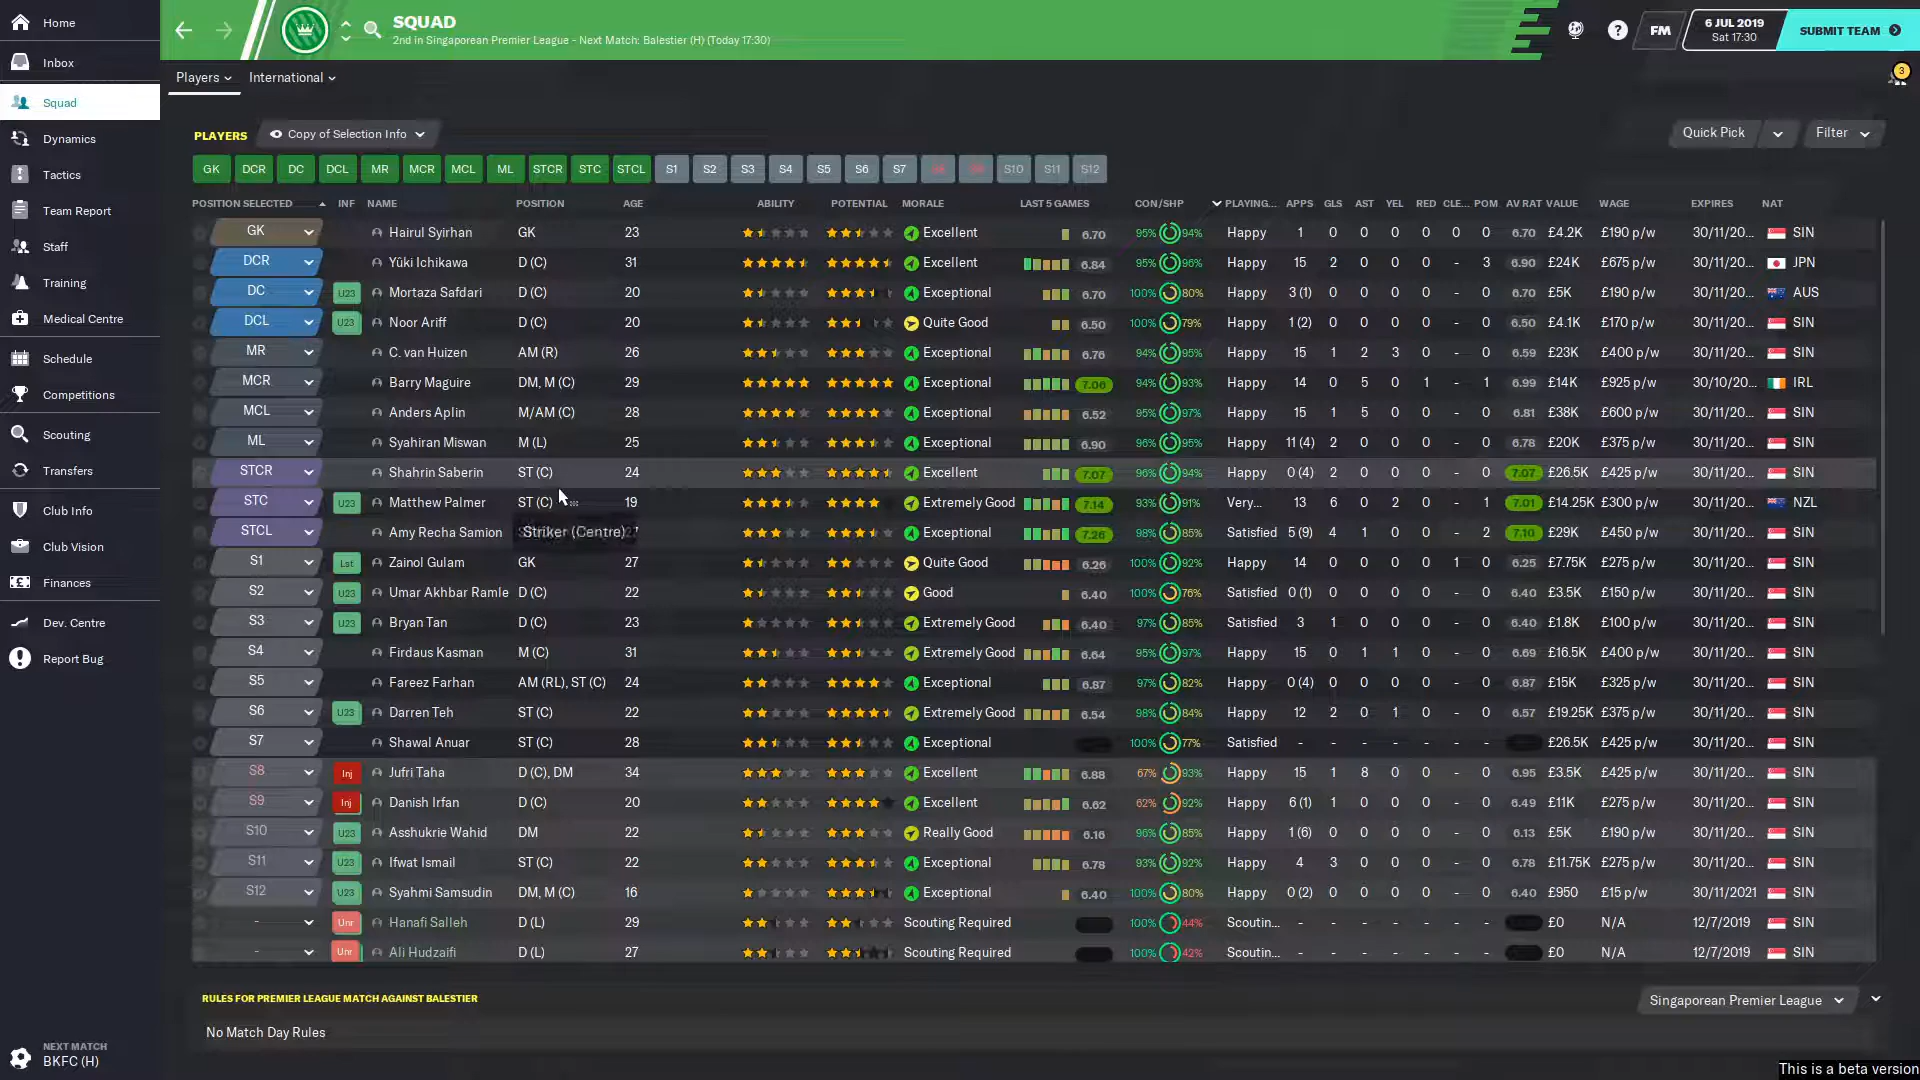 Home
Inbox
Squad
Dynamics
Tactics
Team Report
Staff
Training
Medical Centre
Schedule
Competitions
Scouting
Transfers
Club Info
Club Vision
Finances
Dev. Centre
Report Bug
NEXT MATCH
BKFC (H)
SQUAD
2nd in Singaporean Premier League - Next Match: Balestier (H) (Today 17:30)
? FM 6 JUL 2019
Sat 17:30
SUBMIT TEAM
Players International
3
PLAYERS Copy of Selection Info Quick Pick Filter
GK DCR DC DCL MR MCR MCL ML STCR STC STCL S1 S2 S3 S4 S5 S6 S7 S10 S11 S12
POSITION SELECTED INF NAME POSITION AGE ABILITY POTENTIAL MORALE LAST 5 GAMES CON/SHP PLAYING... APPS GLS AST YEL RED CLE... POM AV RAT VALUE WAGE EXPIRES NAT
GK Hairul Syirhan GK 23 Excellent 6.70 95% 94% Happy 1 0 0 0 0 0 0 6.70 £4.2K £190 p/w 30/11/20... SIN
DCR Yūki Ichikawa D (C) 31 Excellent 6.84 95% 96% Happy 15 2 0 0 0 - 3 6.90 £24K £675 p/w 30/11/20... JPN
DC U23 Mortaza Safdari D (C) 20 Exceptional 6.70 100% 80% Happy 3 (1) 0 0 0 0 - 0 6.70 £5K £190 p/w 30/11/20... AUS
DCL U23 Noor Ariff D (C) 20 Quite Good 6.50 100% 79% Happy 1 (2) 0 0 0 0 - 0 6.50 £4.1K £170 p/w 30/11/20... SIN
MR C. van Huizen AM (R) 26 Exceptional 6.76 94% 95% Happy 15 1 2 3 0 - 0 6.59 £23K £400 p/w 30/11/20... SIN
MCR Barry Maguire DM, M (C) 29 Exceptional 7.06 94% 93% Happy 14 0 5 0 1 - 1 6.99 £14K £925 p/w 30/10/20... IRL
MCL Anders Aplin M/AM (C) 28 Exceptional 6.52 95% 97% Happy 15 1 5 0 0 - 0 6.81 £38K £600 p/w 30/11/20... SIN
ML Syahiran Miswan M (L) 25 Exceptional 6.90 96% 95% Happy 11 (4) 2 0 0 0 - 0 6.78 £20K £375 p/w 30/11/20... SIN
STCR Shahrin Saberin ST (C) 24 Excellent 7.07 96% 94% Happy 0 (4) 2 0 0 0 - 0 7.07 £26.5K £425 p/w 30/11/20... SIN
STC U23 Matthew Palmer ST (C) 19 Extremely Good 7.14 93% 91% Very... 13 6 0 2 0 - 1 7.01 £14.25K £300 p/w 30/11/20... NZL
STCL Amy Recha Samion Striker (Centre) Exceptional 7.26 98% 85% Satisfied 5 (9) 4 1 0 0 - 2 7.10 £29K £450 p/w 30/11/20... SIN
S1 Lst Zainol Gulam GK 27 Quite Good 6.26 100% 92% Happy 14 0 0 0 0 1 0 6.25 £7.75K £275 p/w 30/11/20... SIN
S2 U23 Umar Akhbar Ramle D (C) 22 Good 6.40 100% 76% Satisfied 0 (1) 0 0 0 0 - 0 6.40 £3.5K £150 p/w 30/11/20... SIN
S3 U23 Bryan Tan D (C) 23 Extremely Good 6.40 97% 85% Satisfied 3 1 0 0 0 - 0 6.40 £1.8K £100 p/w 30/11/20... SIN
S4 Firdaus Kasman M (C) 31 Extremely Good 6.64 95% 97% Happy 15 0 1 1 0 - 0 6.69 £16.5K £400 p/w 30/11/20... SIN
S5 Fareez Farhan AM (RL), ST (C) 24 Exceptional 6.87 97% 82% Happy 0 (4) 0 0 0 0 - 0 6.87 £15K £325 p/w 30/11/20... SIN
S6 U23 Darren Teh ST (C) 22 Extremely Good 6.54 98% 84% Happy 12 2 0 1 0 - 0 6.57 £19.25K £375 p/w 30/11/20... SIN
S7 Shawal Anuar ST (C) 28 Exceptional 100% 77% Satisfied - - - - - - - £26.5K £425 p/w 30/11/20... SIN
S8 Inj Jufri Taha D (C), DM 34 Excellent 6.88 67% 93% Happy 15 1 8 0 0 - 0 6.95 £3.5K £425 p/w 30/11/20... SIN
S9 Inj Danish Irfan D (C) 20 Excellent 6.62 62% 92% Happy 6 (1) 1 0 0 0 - 0 6.49 £11K £275 p/w 30/11/20... SIN
S10 U23 Asshukrie Wahid DM 22 Really Good 6.16 96% 85% Happy 1 (6) 0 0 0 0 - 0 6.13 £5K £190 p/w 30/11/20... SIN
S11 U23 Ifwat Ismail ST (C) 22 Exceptional 6.78 93% 92% Happy 4 3 0 0 0 - 0 6.78 £11.75K £275 p/w 30/11/20... SIN
S12 U23 Syahmi Samsudin DM, M (C) 16 Exceptional 6.40 100% 80% Happy 0 (2) 0 0 0 0 - 0 6.40 £950 £15 p/w 30/11/2021 SIN
- Unr Hanafi Salleh D (L) 29 Scouting Required 100% 44% Scoutin... - - - - - - - £0 N/A 12/7/2019 SIN
- Unr Ali Hudzaifi D (L) 27 Scouting Required 100% 42% Scoutin... - - - - - - - £0 N/A 12/7/2019 SIN
RULES FOR PREMIER LEAGUE MATCH AGAINST BALESTIER
Singaporean Premier League
No Match Day Rules
This is a beta version